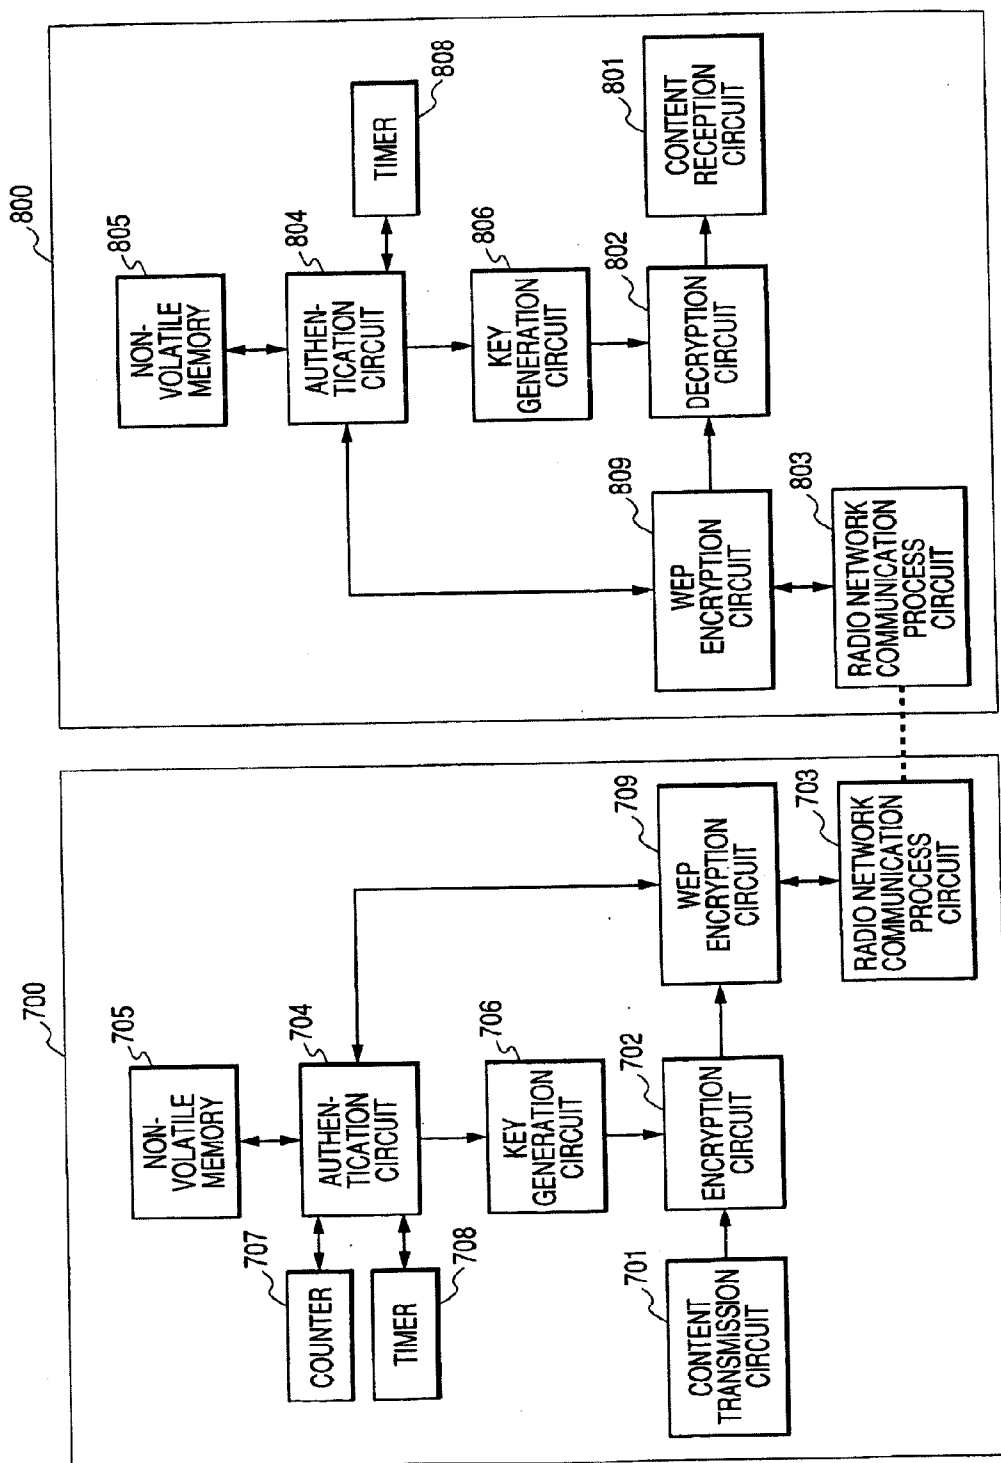 700
705
NON-
VOLATILE
MEMORY
704
AUTHEN-
TICATION
CIRCUIT
707
COUNTER
708
TIMER
706
KEY
GENERATION
CIRCUIT
701
CONTENT
TRANSMISSION
CIRCUIT
702
ENCRYPTION
CIRCUIT
709
WEP
ENCRYPTION
CIRCUIT
703
RADIO NETWORK
COMMUNICATION
PROCESS
CIRCUIT
800
805
NON-
VOLATILE
MEMORY
804
AUTHEN-
TICATION
CIRCUIT
808
TIMER
806
KEY
GENERATION
CIRCUIT
809
WEP
ENCRYPTION
CIRCUIT
802
DECRYPTION
CIRCUIT
801
CONTENT
RECEPTION
CIRCUIT
803
RADIO NETWORK
COMMUNICATION
PROCESS
CIRCUIT